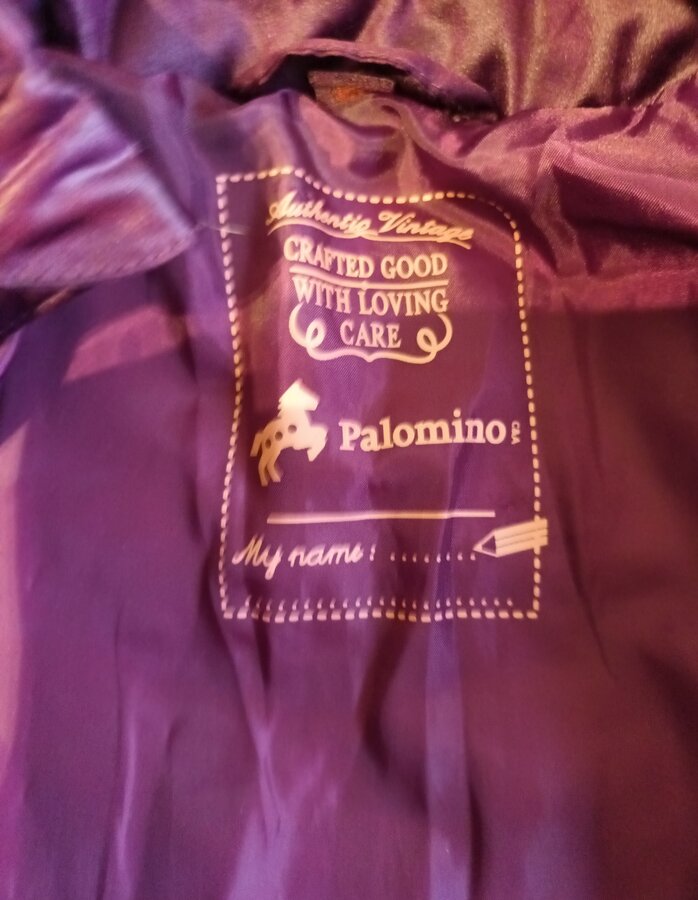 Authentic Vintage
CRAFTED GOOD
WITH LOVING
CARE
Palomino C&A
My name : .......